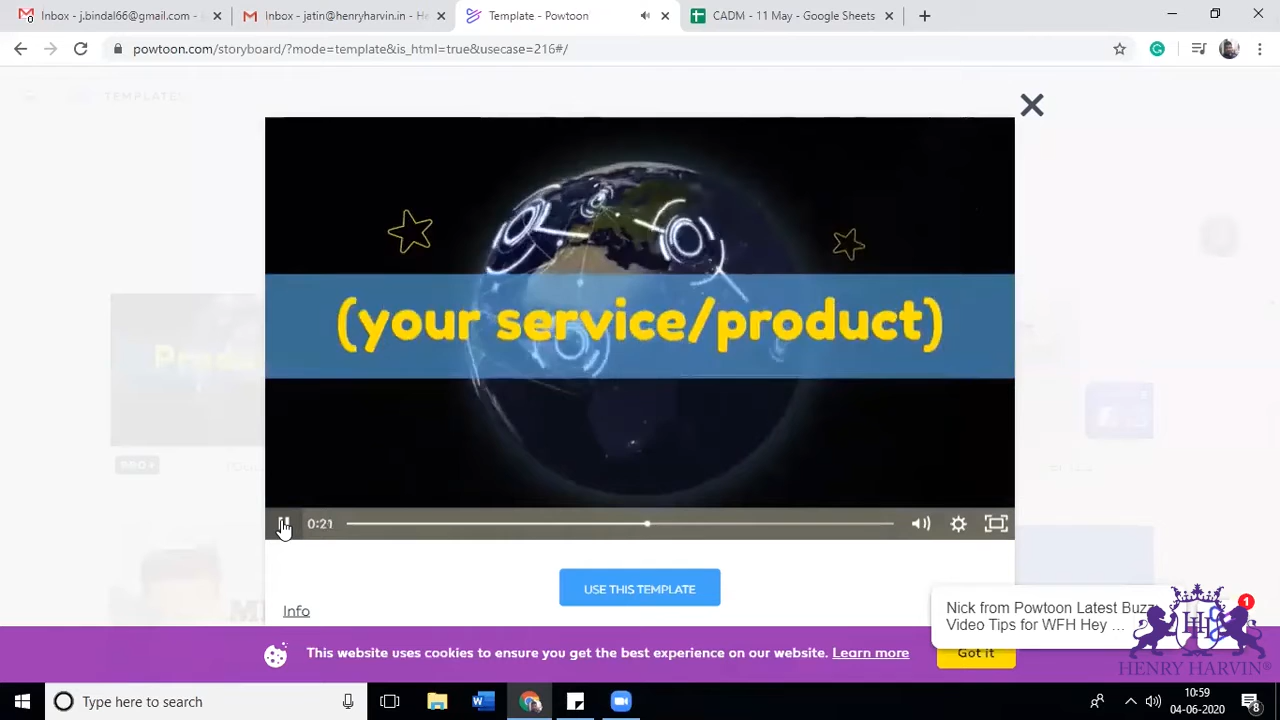 Inbox - j.bindal66@gmail.com -
Inbox - jatin@henryharvin.in - H
Template - Powtoon
CADM - 11 May - Google Sheets
powtoon.com/storyboard/?mode=template&is_html=true&usecase=216#/
TEMPLATE
(your service/product)
PRO
0:21
USE THIS TEMPLATE
Info
Nick from Powtoon Latest Buzz
Video Tips for WFH Hey ...
1
This website uses cookies to ensure you get the best experience on our website. Learn more
Got it
HENRY HARVIN®
Type here to search
10:59
04-06-2020
8